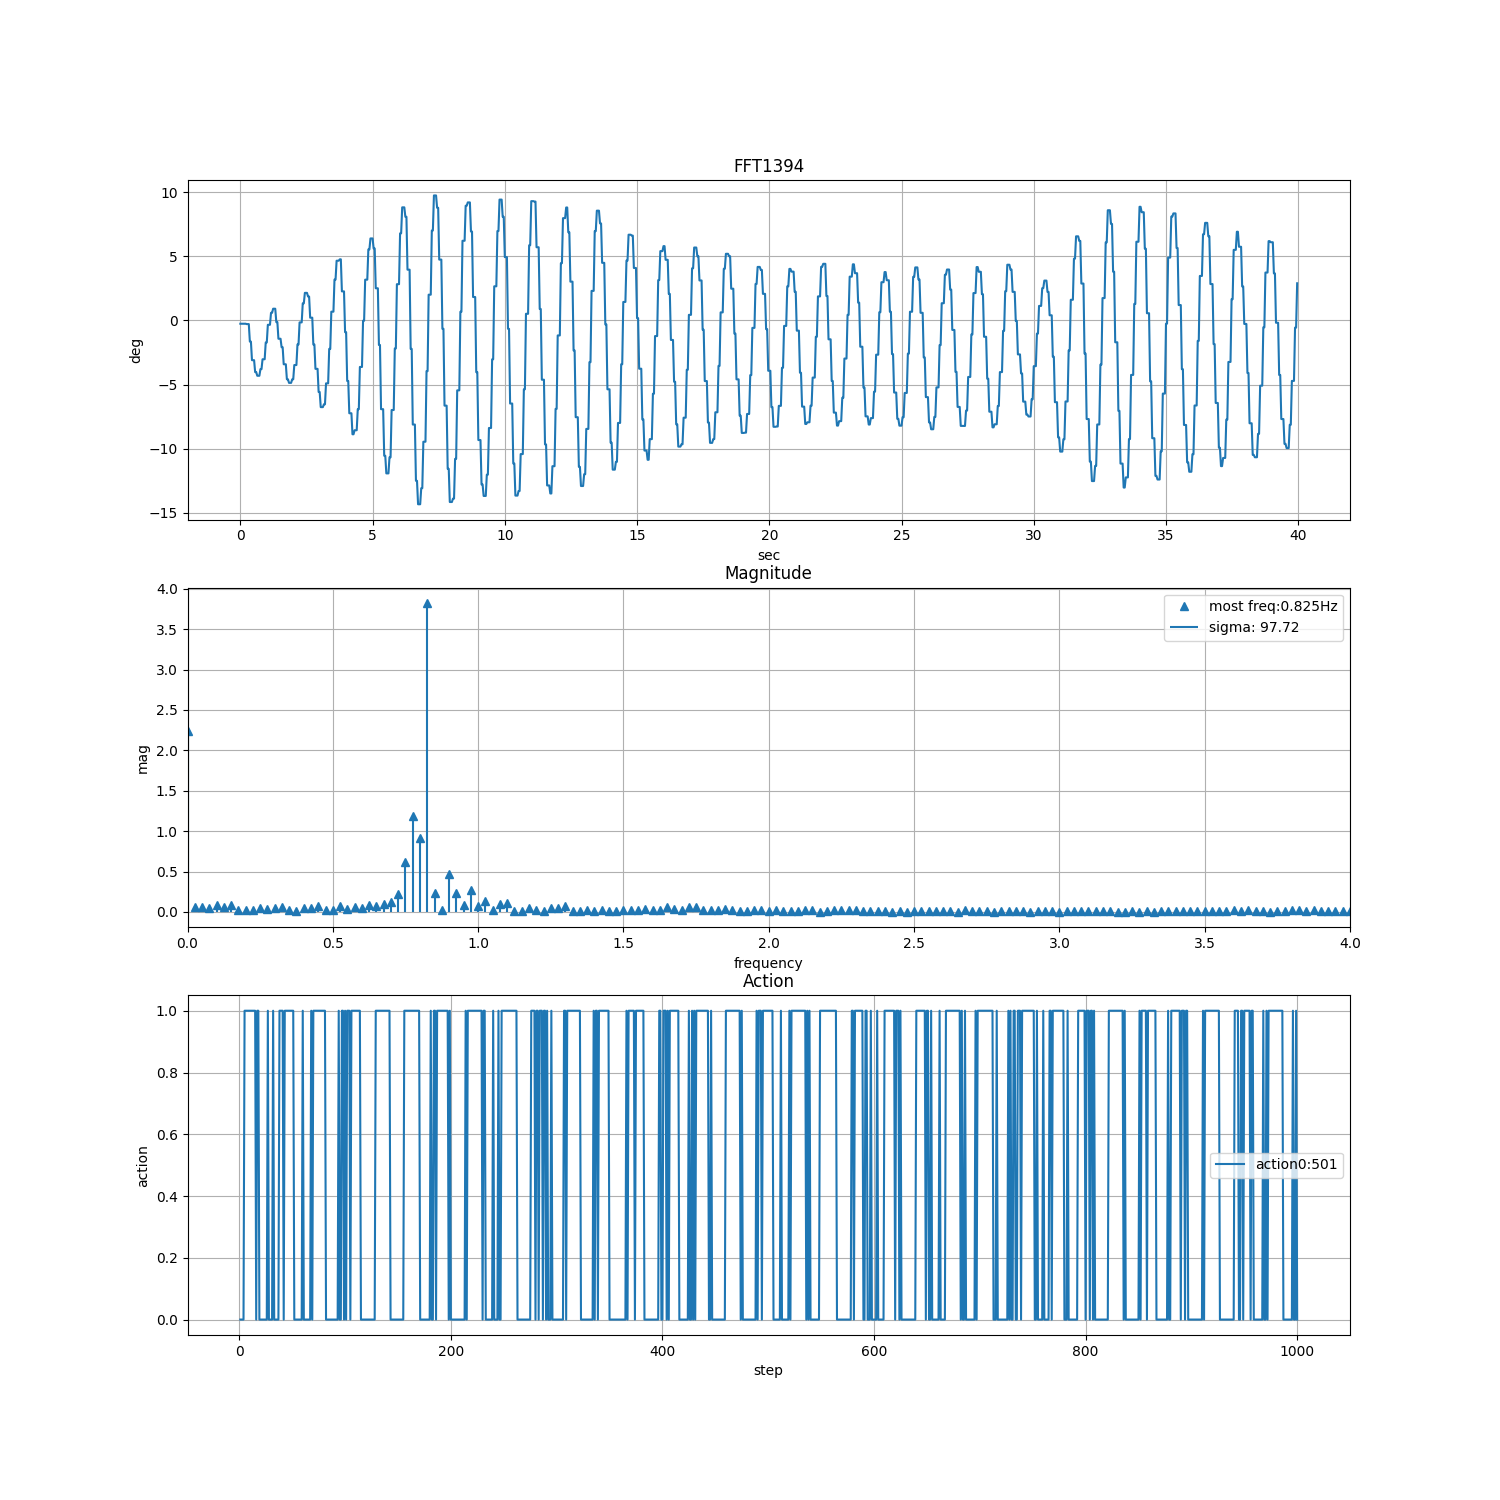 FFT1394
10
5
0
−5
−10
−15
deg
0 5 10 15 20 25 30 35 40
sec
Magnitude
4.0
3.5
3.0
2.5
2.0
1.5
1.0
0.5
0.0
mag
most freq:0.825Hz
sigma: 97.72
0.0 0.5 1.0 1.5 2.0 2.5 3.0 3.5 4.0
frequency
Action
1.0
0.8
0.6
0.4
0.2
0.0
action
action0:501
0 200 400 600 800 1000
step